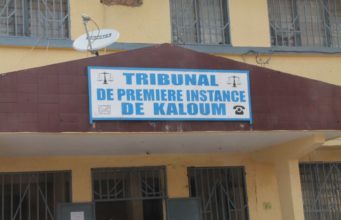 TRIBUNAL
DE PREMIERE INSTANCE
DE KALOUM